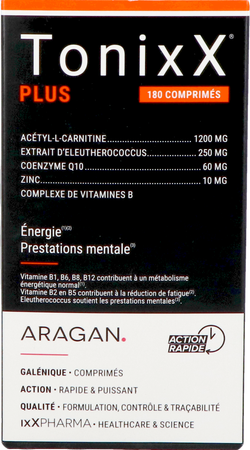 TonixX®
PLUS
180 COMPRIMÉS
ACÉTYL-L-CARNITINE 1200 MG
EXTRAIT D'ELEUTHEROCOCCUS 250 MG
COENZYME Q10 60 MG
ZINC 10 MG
COMPLEXE DE VITAMINES B
Énergie
Prestations mentale
Vitamine B1, B6, B8, B12 contribuent à un métabolisme
énergétique normal
Vitamine B2 en B5 contribuent à la réduction de fatigue
Eleutherococcus soutient les prestations mentales
ARAGAN.
ACTION
RAPIDE
GALÉNIQUE • COMPRIMÉS
ACTION • RAPIDE & PUISSANT
QUALITÉ • FORMULATION, CONTRÔLE & TRAÇABILITÉ
IXXPHARMA • HEALTHCARE & SCIENCE